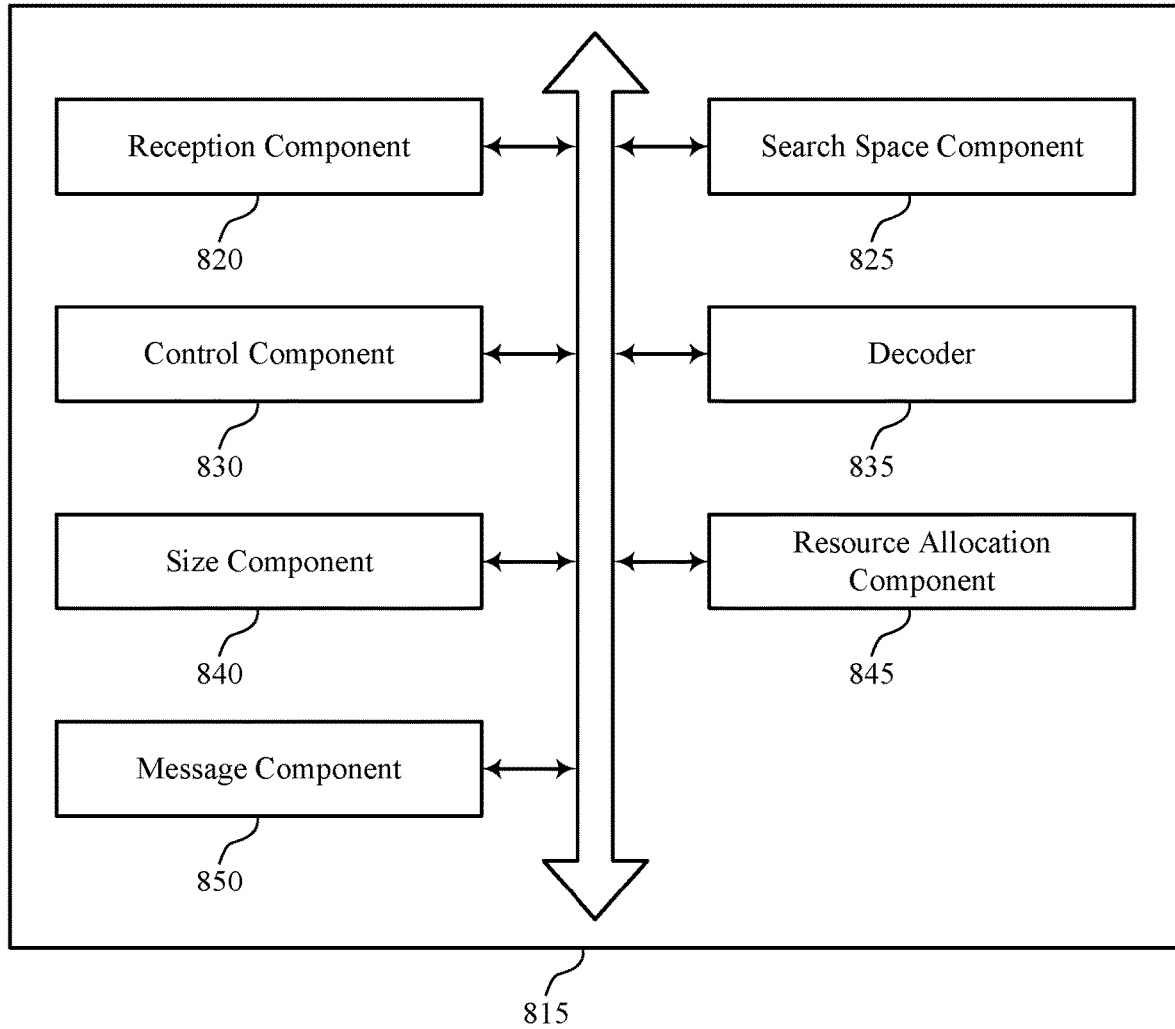 Reception Component
Search Space Component
820
825
Control Component
Decoder
830
835
Size Component
Resource Allocation
Component
840
845
Message Component
850
815